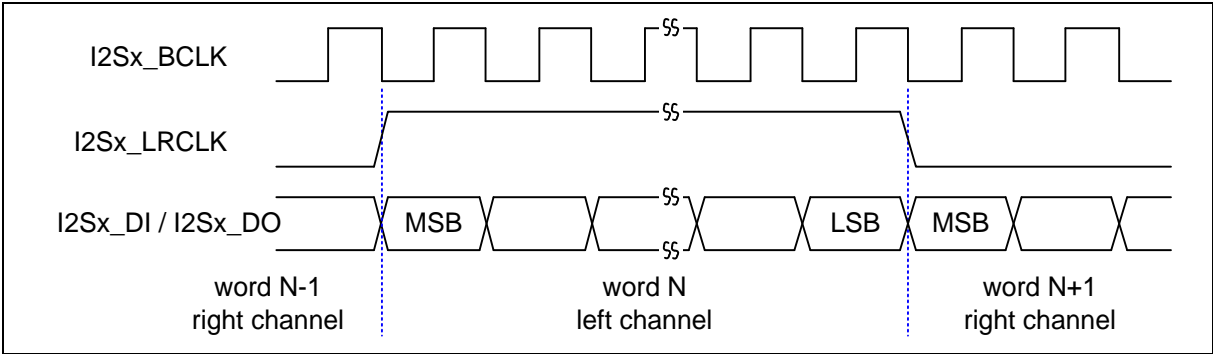 I2Sx_BCLK
I2Sx_LRCLK
I2Sx_DI / I2Sx_DO
MSB
LSB
MSB
word N-1
right channel
word N
left channel
word N+1
right channel